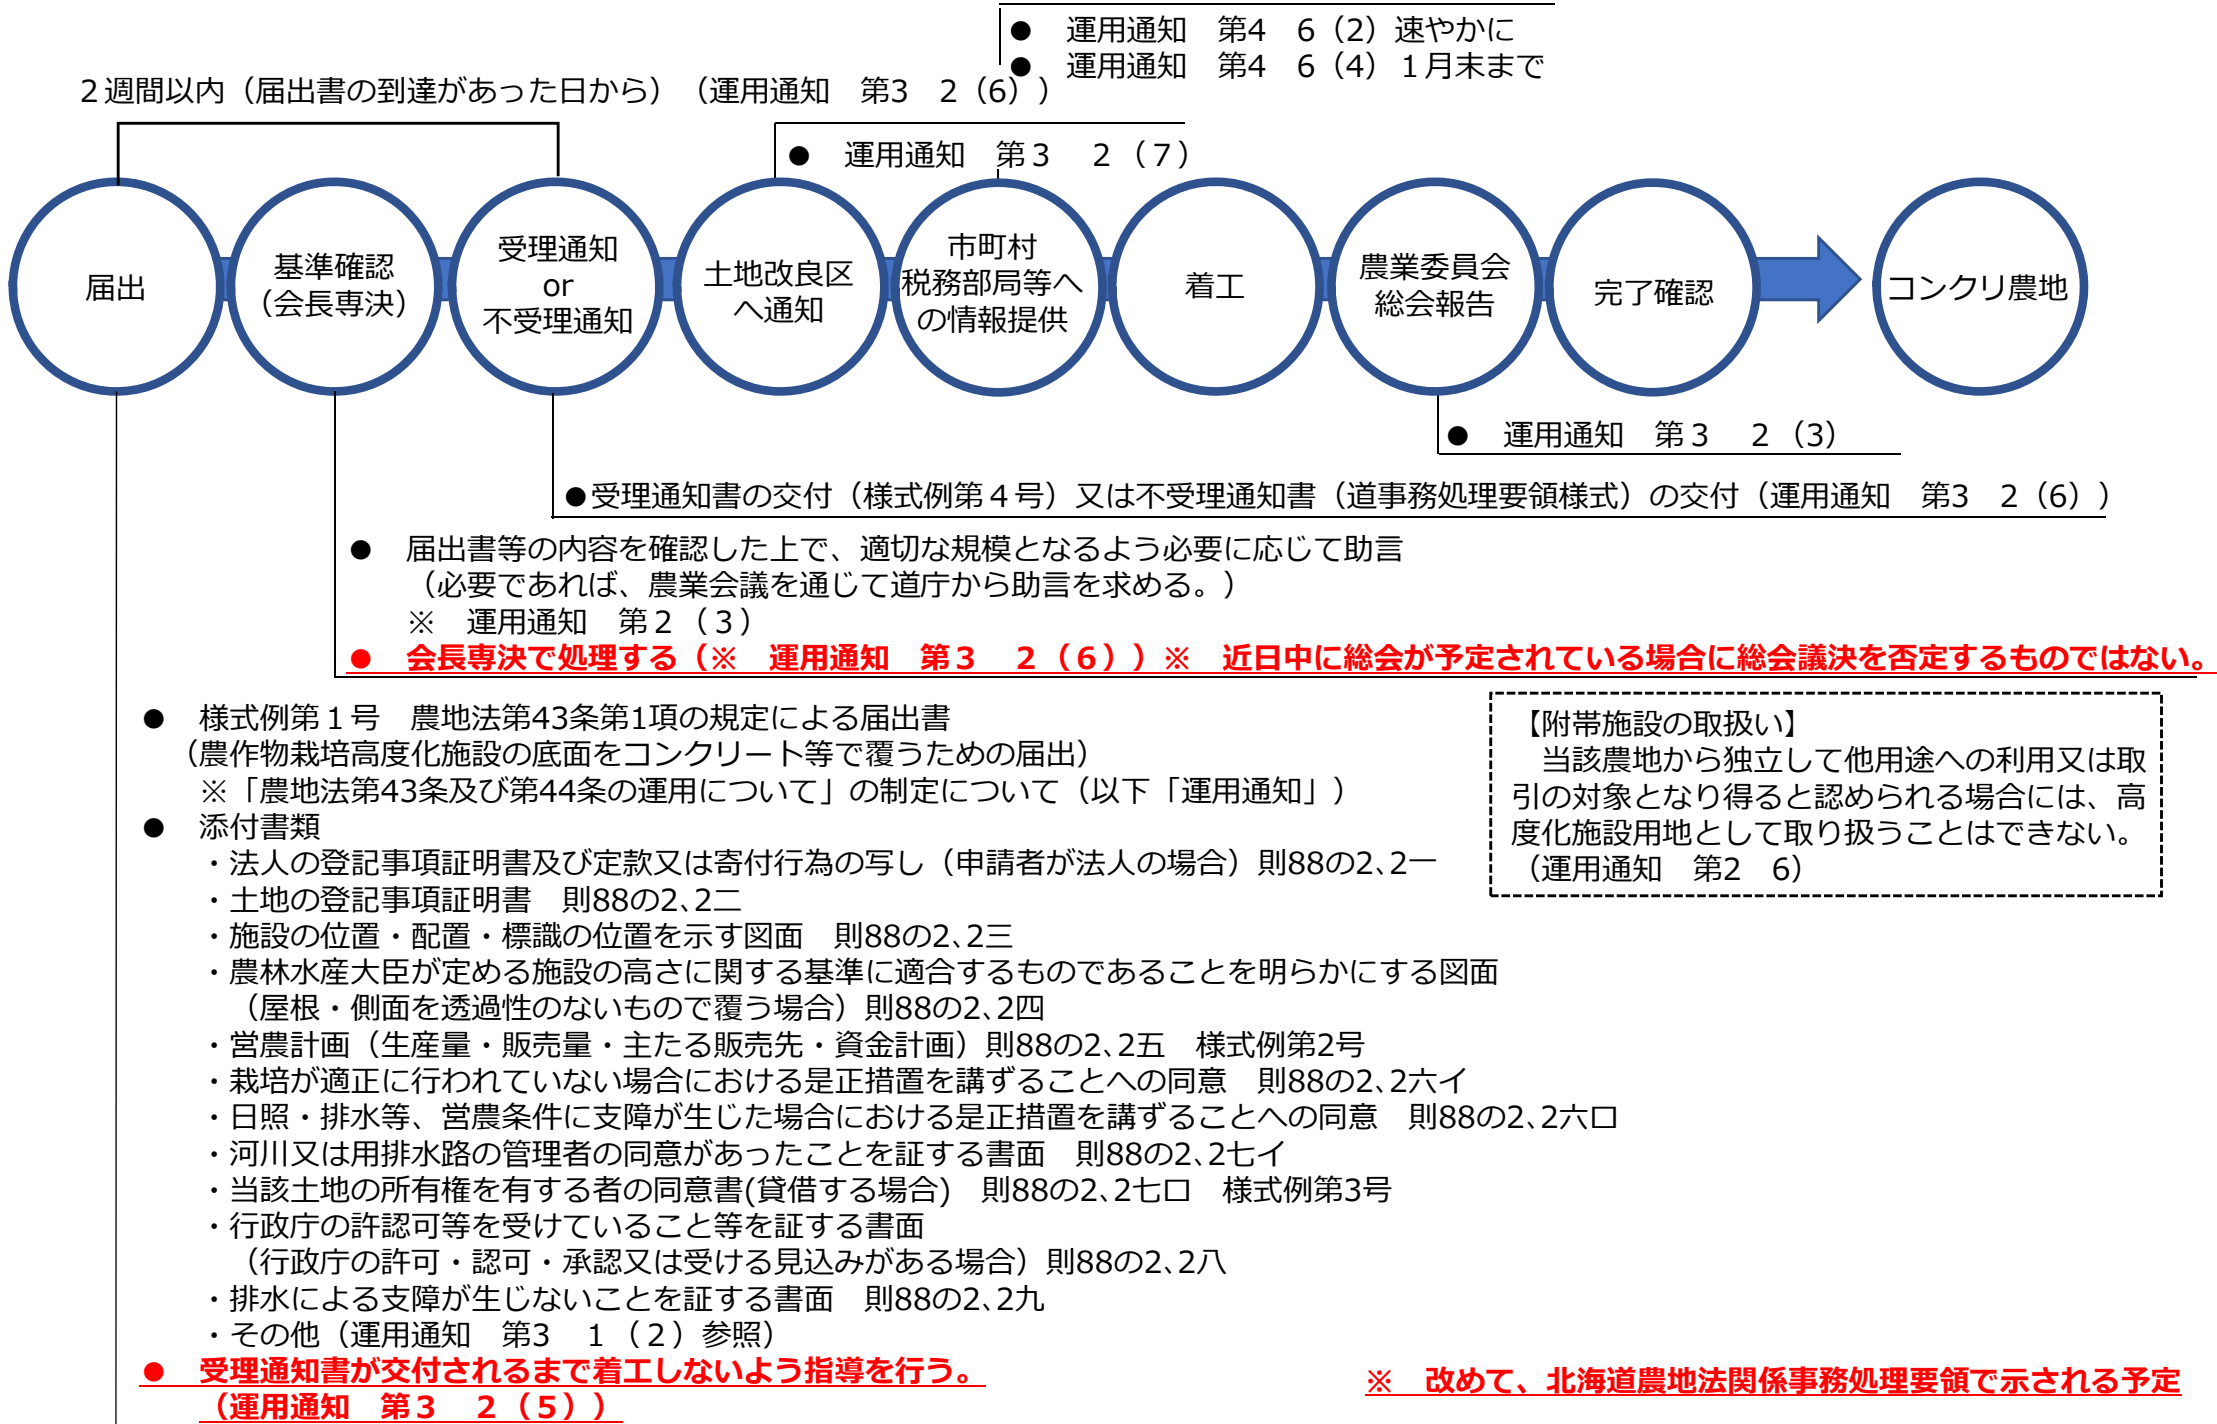 ●　運用通知　第4　6（2）速やかに
●　運用通知　第4　6（4）１月末まで
２週間以内（届出書の到達があった日から）（運用通知　第3　2（6））
●　運用通知　第３　２（７）
届出
基準確認
（会長専決）
受理通知
or
不受理通知
土地改良区
へ通知
市町村
税務部局等へ
の情報提供
着工
農業委員会
総会報告
完了確認
コンクリ農地
●　運用通知　第３　２（3）
●受理通知書の交付（様式例第４号）又は不受理通知書（道事務処理要領様式）の交付（運用通知　第3　2（6））
●　届出書等の内容を確認した上で、適切な規模となるよう必要に応じて助言
（必要であれば、農業会議を通じて道庁から助言を求める。）
※　運用通知　第２（３）
●　会長専決で処理する（※　運用通知　第３　２（６））※　近日中に総会が予定されている場合に総会議決を否定するものではない。
●　様式例第１号　農地法第43条第1項の規定による届出書
（農作物栽培高度化施設の底面をコンクリート等で覆うための届出）
※「農地法第43条及び第44条の運用について」の制定について（以下「運用通知」）
●　添付書類
・法人の登記事項証明書及び定款又は寄付行為の写し（申請者が法人の場合）則88の2､2一
・土地の登記事項証明書　則88の2､2二
・施設の位置・配置・標識の位置を示す図面　則88の2､2三
・農林水産大臣が定める施設の高さに関する基準に適合するものであることを明らかにする図面
（屋根・側面を透過性のないもので覆う場合）則88の2､2四
・営農計画（生産量・販売量・主たる販売先・資金計画）則88の2､2五　様式例第2号
・栽培が適正に行われていない場合における是正措置を講ずることへの同意　則88の2､2六イ
・日照・排水等、営農条件に支障が生じた場合における是正措置を講ずることへの同意　則88の2､2六ロ
・河川又は用排水路の管理者の同意があったことを証する書面　則88の2､2七イ
・当該土地の所有権を有する者の同意書(貸借する場合)　則88の2､2七ロ　様式例第3号
・行政庁の許認可等を受けていること等を証する書面
（行政庁の許可・認可・承認又は受ける見込みがある場合）則88の2､2八
・排水による支障が生じないことを証する書面　則88の2､2九
・その他（運用通知　第3　１（２）参照）
●　受理通知書が交付されるまで着工しないよう指導を行う。
（運用通知　第３　２（５））
【附帯施設の取扱い】
　当該農地から独立して他用途への利用又は取
引の対象となり得ると認められる場合には、高
度化施設用地として取り扱うことはできない。
（運用通知　第2　6）
※　改めて、北海道農地法関係事務処理要領で示される予定